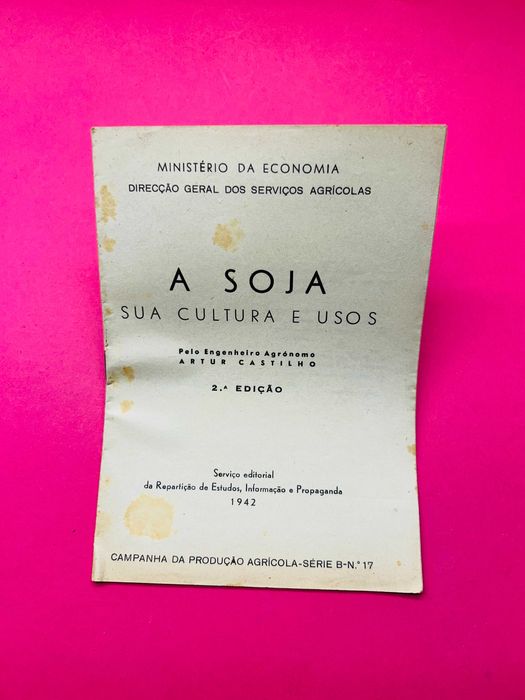 MINISTÉRIO DA ECONOMIA
DIRECÇÃO GERAL DOS SERVIÇOS AGRÍCOLAS
A SOJA
SUA CULTURA E USOS
Pelo Engenheiro Agrónomo
ARTUR CASTILHO
2.ª EDIÇÃO
Serviço editorial
da Repartição de Estudos, Informação e Propaganda
1942
CAMPANHA DA PRODUÇÃO AGRÍCOLA-SÉRIE B-N.º 17